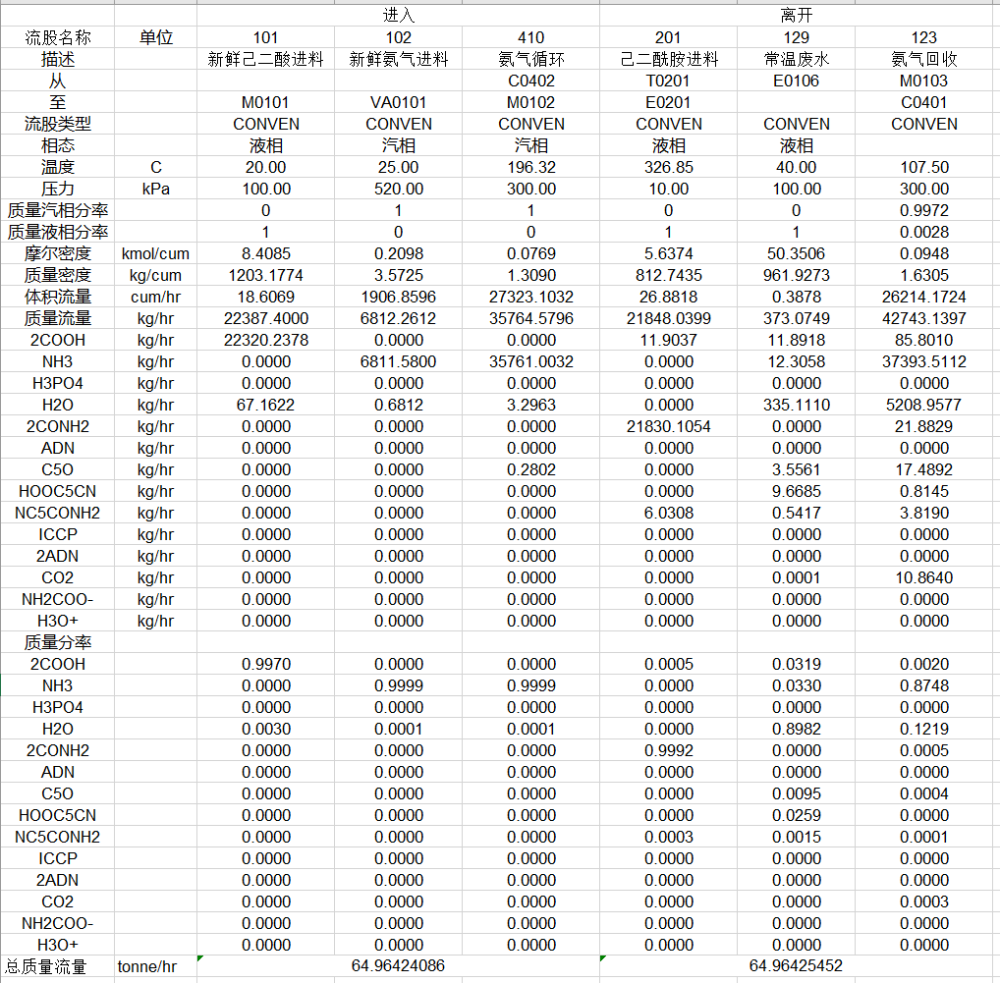 进入 离开
流股名称 单位 101 102 410 201 129 123
描述 新鲜己二酸进料 新鲜氨气进料 氨气循环 己二酰胺进料 常温废水 氨气回收
从 C0402 T0201 E0106 M0103
至 M0101 VA0101 M0102 E0201 C0401
流股类型 CONVEN CONVEN CONVEN CONVEN CONVEN CONVEN
相态 液相 汽相 汽相 液相 液相
温度 C 20.00 25.00 196.32 326.85 40.00 107.50
压力 kPa 100.00 520.00 300.00 10.00 100.00 300.00
质量汽相分率 0 1 1 0 0 0.9972
质量液相分率 1 0 0 1 1 0.0028
摩尔密度 kmol/cum 8.4085 0.2098 0.0769 5.6374 50.3506 0.0948
质量密度 kg/cum 1203.1774 3.5725 1.3090 812.7435 961.9273 1.6305
体积流量 cum/hr 18.6069 1906.8596 27323.1032 26.8818 0.3878 26214.1724
质量流量 kg/hr 22387.4000 6812.2612 35764.5796 21848.0399 373.0749 42743.1397
2COOH kg/hr 22320.2378 0.0000 0.0000 11.9037 11.8918 85.8010
NH3 kg/hr 0.0000 6811.5800 35761.0032 0.0000 12.3058 37393.5112
H3PO4 kg/hr 0.0000 0.0000 0.0000 0.0000 0.0000 0.0000
H2O kg/hr 67.1622 0.6812 3.2963 0.0000 335.1110 5208.9577
2CONH2 kg/hr 0.0000 0.0000 0.0000 21830.1054 0.0000 21.8829
ADN kg/hr 0.0000 0.0000 0.0000 0.0000 0.0000 0.0000
C5O kg/hr 0.0000 0.0000 0.2802 0.0000 3.5561 17.4892
HOOC5CN kg/hr 0.0000 0.0000 0.0000 0.0000 9.6685 0.8145
NC5CONH2 kg/hr 0.0000 0.0000 0.0000 6.0308 0.5417 3.8190
ICCP kg/hr 0.0000 0.0000 0.0000 0.0000 0.0000 0.0000
2ADN kg/hr 0.0000 0.0000 0.0000 0.0000 0.0000 0.0000
CO2 kg/hr 0.0000 0.0000 0.0000 0.0000 0.0001 10.8640
NH2COO- kg/hr 0.0000 0.0000 0.0000 0.0000 0.0000 0.0000
H3O+ kg/hr 0.0000 0.0000 0.0000 0.0000 0.0000 0.0000
质量分率
2COOH 0.9970 0.0000 0.0000 0.0005 0.0319 0.0020
NH3 0.0000 0.9999 0.9999 0.0000 0.0330 0.8748
H3PO4 0.0000 0.0000 0.0000 0.0000 0.0000 0.0000
H2O 0.0030 0.0001 0.0001 0.0000 0.8982 0.1219
2CONH2 0.0000 0.0000 0.0000 0.9992 0.0000 0.0005
ADN 0.0000 0.0000 0.0000 0.0000 0.0000 0.0000
C5O 0.0000 0.0000 0.0000 0.0000 0.0095 0.0004
HOOC5CN 0.0000 0.0000 0.0000 0.0000 0.0259 0.0000
NC5CONH2 0.0000 0.0000 0.0000 0.0003 0.0015 0.0001
ICCP 0.0000 0.0000 0.0000 0.0000 0.0000 0.0000
2ADN 0.0000 0.0000 0.0000 0.0000 0.0000 0.0000
CO2 0.0000 0.0000 0.0000 0.0000 0.0000 0.0003
NH2COO- 0.0000 0.0000 0.0000 0.0000 0.0000 0.0000
H3O+ 0.0000 0.0000 0.0000 0.0000 0.0000 0.0000
总质量流量 tonne/hr 64.96424086 64.96425452